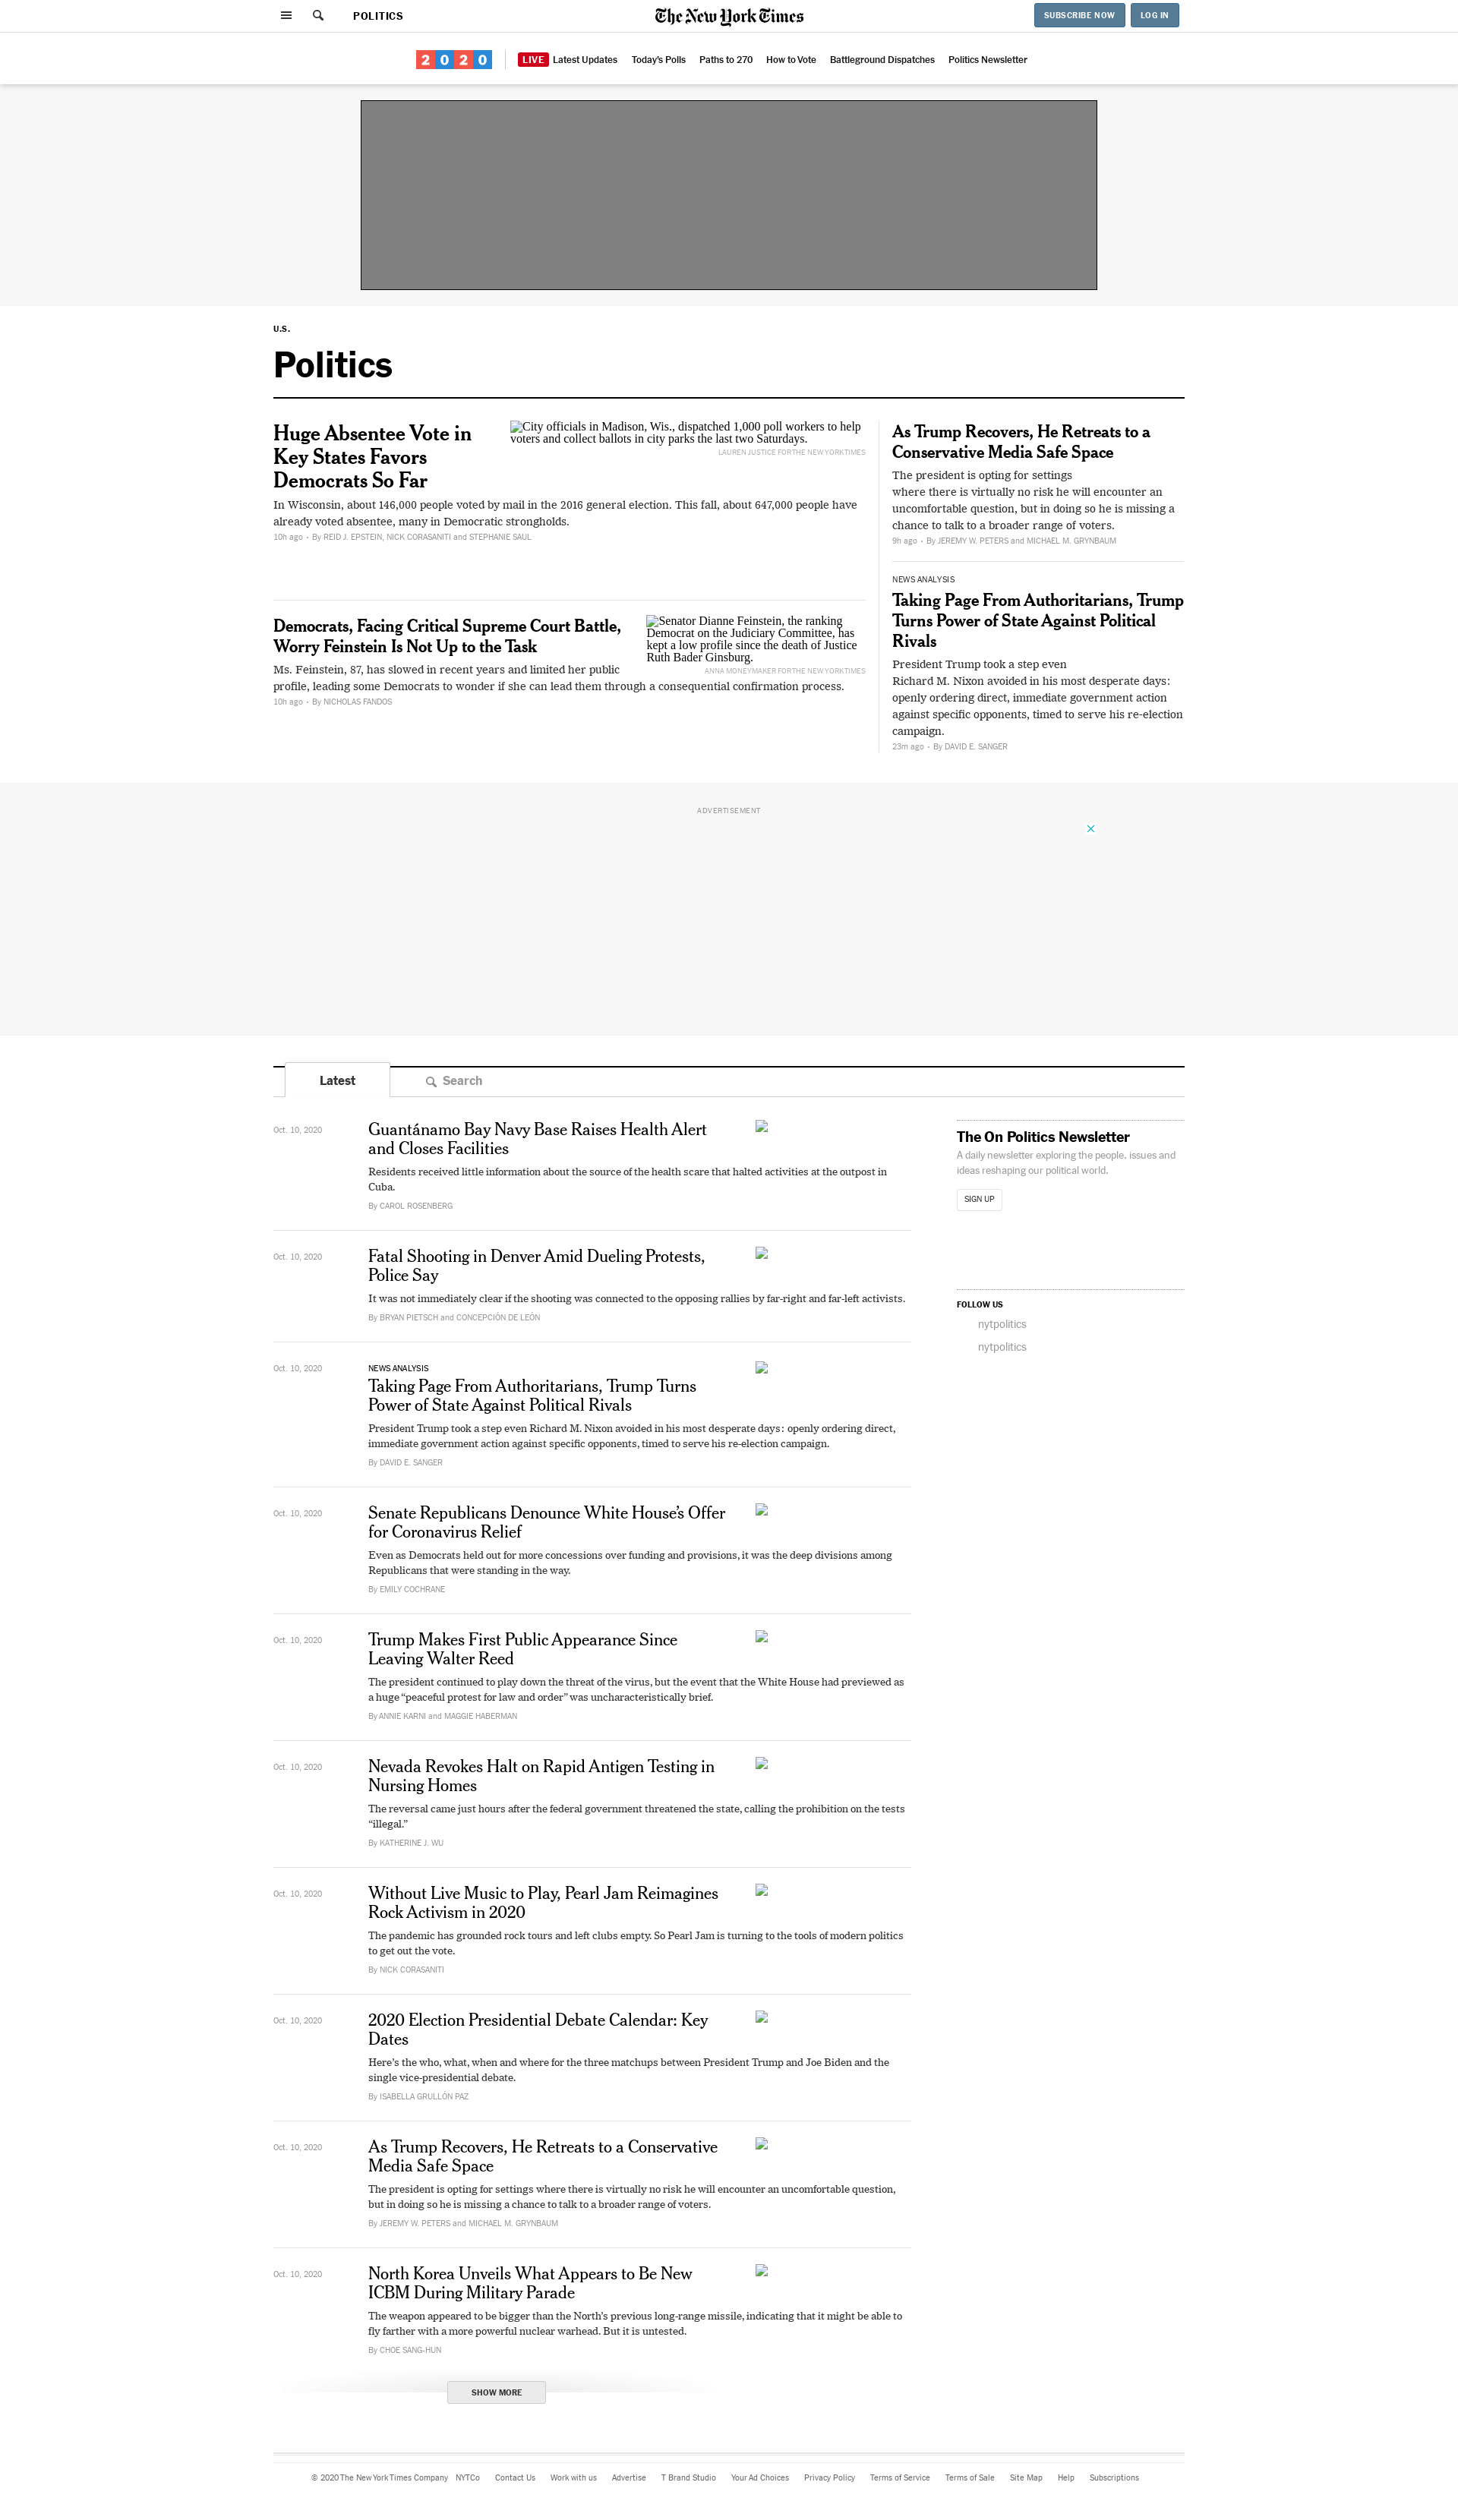 POLITICS
The New York Times
SUBSCRIBE NOW
LOG IN
2020
LIVE Latest Updates
Today's Polls
Paths to 270
How to Vote
Battleground Dispatches
Politics Newsletter
U.S.
Politics
Huge Absentee Vote in
Key States Favors
Democrats So Far
City officials in Madison, Wis., dispatched 1,000 poll workers to help
voters and collect ballots in city parks the last two Saturdays.
LAUREN JUSTICE FOR THE NEW YORK TIMES
In Wisconsin, about 146,000 people voted by mail in the 2016 general election. This fall, about 647,000 people have
already voted absentee, many in Democratic strongholds.
10h ago • By REID J. EPSTEIN, NICK CORASANITI and STEPHANIE SAUL
Democrats, Facing Critical Supreme Court Battle,
Worry Feinstein Is Not Up to the Task
Senator Dianne Feinstein, the ranking
Democrat on the Judiciary Committee, has
kept a low profile since the death of Justice
Ruth Bader Ginsburg.
ANNA MONEYMAKER FOR THE NEW YORK TIMES
Ms. Feinstein, 87, has slowed in recent years and limited her public
profile, leading some Democrats to wonder if she can lead them through a consequential confirmation process.
10h ago • By NICHOLAS FANDOS
As Trump Recovers, He Retreats to a
Conservative Media Safe Space
The president is opting for settings
where there is virtually no risk he will encounter an
uncomfortable question, but in doing so he is missing a
chance to talk to a broader range of voters.
9h ago • By JEREMY W. PETERS and MICHAEL M. GRYNBAUM
NEWS ANALYSIS
Taking Page From Authoritarians, Trump
Turns Power of State Against Political
Rivals
President Trump took a step even
Richard M. Nixon avoided in his most desperate days:
openly ordering direct, immediate government action
against specific opponents, timed to serve his re-election
campaign.
23m ago • By DAVID E. SANGER
ADVERTISEMENT
Latest
Search
Oct. 10, 2020
Guantánamo Bay Navy Base Raises Health Alert
and Closes Facilities
Residents received little information about the source of the health scare that halted activities at the outpost in
Cuba.
By CAROL ROSENBERG
Oct. 10, 2020
Fatal Shooting in Denver Amid Dueling Protests,
Police Say
It was not immediately clear if the shooting was connected to the opposing rallies by far-right and far-left activists.
By BRYAN PIETSCH and CONCEPCIÓN DE LEÓN
Oct. 10, 2020
NEWS ANALYSIS
Taking Page From Authoritarians, Trump Turns
Power of State Against Political Rivals
President Trump took a step even Richard M. Nixon avoided in his most desperate days: openly ordering direct,
immediate government action against specific opponents, timed to serve his re-election campaign.
By DAVID E. SANGER
Oct. 10, 2020
Senate Republicans Denounce White House’s Offer
for Coronavirus Relief
Even as Democrats held out for more concessions over funding and provisions, it was the deep divisions among
Republicans that were standing in the way.
By EMILY COCHRANE
Oct. 10, 2020
Trump Makes First Public Appearance Since
Leaving Walter Reed
The president continued to play down the threat of the virus, but the event that the White House had previewed as
a huge “peaceful protest for law and order” was uncharacteristically brief.
By ANNIE KARNI and MAGGIE HABERMAN
Oct. 10, 2020
Nevada Revokes Halt on Rapid Antigen Testing in
Nursing Homes
The reversal came just hours after the federal government threatened the state, calling the prohibition on the tests
“illegal.”
By KATHERINE J. WU
Oct. 10, 2020
Without Live Music to Play, Pearl Jam Reimagines
Rock Activism in 2020
The pandemic has grounded rock tours and left clubs empty. So Pearl Jam is turning to the tools of modern politics
to get out the vote.
By NICK CORASANITI
Oct. 10, 2020
2020 Election Presidential Debate Calendar: Key
Dates
Here’s the who, what, when and where for the three matchups between President Trump and Joe Biden and the
single vice-presidential debate.
By ISABELLA GRULLÓN PAZ
Oct. 10, 2020
As Trump Recovers, He Retreats to a Conservative
Media Safe Space
The president is opting for settings where there is virtually no risk he will encounter an uncomfortable question,
but in doing so he is missing a chance to talk to a broader range of voters.
By JEREMY W. PETERS and MICHAEL M. GRYNBAUM
Oct. 10, 2020
North Korea Unveils What Appears to Be New
ICBM During Military Parade
The weapon appeared to be bigger than the North’s previous long-range missile, indicating that it might be able to
fly farther with a more powerful nuclear warhead. But it is untested.
By CHOE SANG-HUN
SHOW MORE
The On Politics Newsletter
A daily newsletter exploring the people, issues and
ideas reshaping our political world.
SIGN UP
FOLLOW US
nytpolitics
nytpolitics
© 2020 The New York Times Company
NYTCo
Contact Us
Work with us
Advertise
T Brand Studio
Your Ad Choices
Privacy Policy
Terms of Service
Terms of Sale
Site Map
Help
Subscriptions